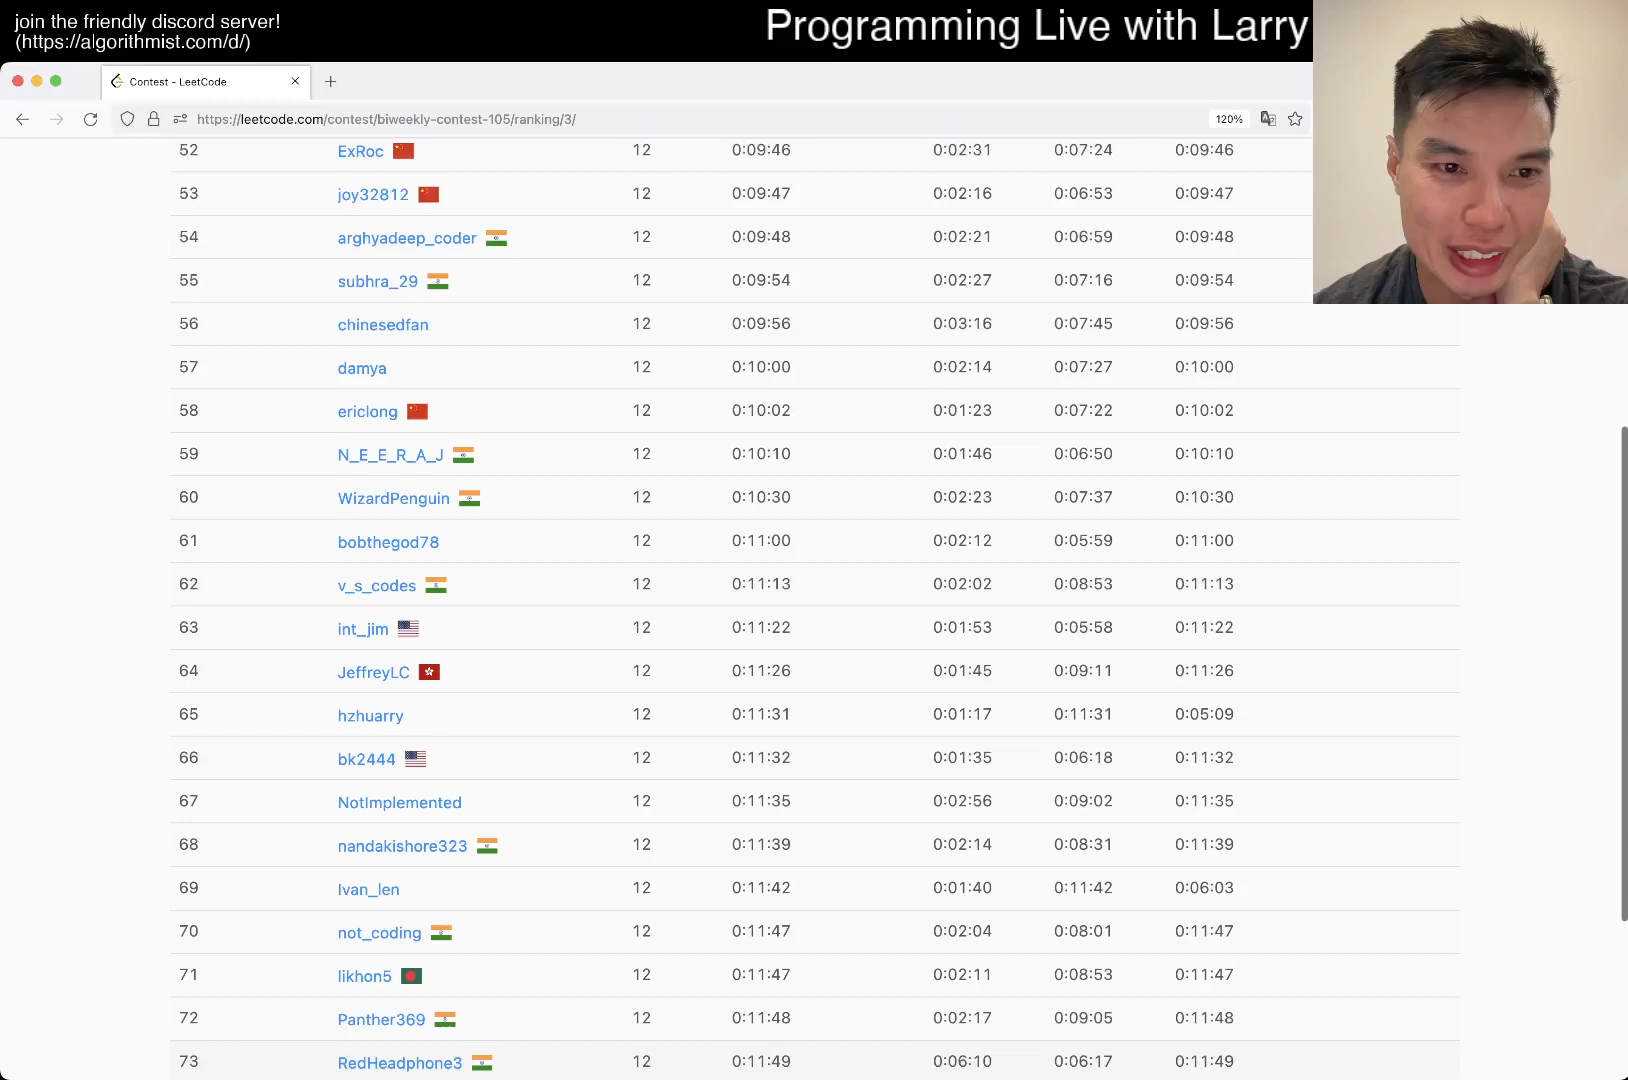 join the friendly discord server!
(https://algorithmist.com/d/)
Programming Live with Larry
Contest - LeetCode
https://leetcode.com/contest/biweekly-contest-105/ranking/3/
120%
52 ExRoc 12 0:09:46 0:02:31 0:07:24 0:09:46
53 joy32812 12 0:09:47 0:02:16 0:06:53 0:09:47
54 arghyadeep_coder 12 0:09:48 0:02:21 0:06:59 0:09:48
55 subhra_29 12 0:09:54 0:02:27 0:07:16 0:09:54
56 chinesedfan 12 0:09:56 0:03:16 0:07:45 0:09:56
57 damya 12 0:10:00 0:02:14 0:07:27 0:10:00
58 ericlong 12 0:10:02 0:01:23 0:07:22 0:10:02
59 N_E_E_R_A_J 12 0:10:10 0:01:46 0:06:50 0:10:10
60 WizardPenguin 12 0:10:30 0:02:23 0:07:37 0:10:30
61 bobthegod78 12 0:11:00 0:02:12 0:05:59 0:11:00
62 v_s_codes 12 0:11:13 0:02:02 0:08:53 0:11:13
63 int_jim 12 0:11:22 0:01:53 0:05:58 0:11:22
64 JeffreyLC 12 0:11:26 0:01:45 0:09:11 0:11:26
65 hzhuarry 12 0:11:31 0:01:17 0:11:31 0:05:09
66 bk2444 12 0:11:32 0:01:35 0:06:18 0:11:32
67 NotImplemented 12 0:11:35 0:02:56 0:09:02 0:11:35
68 nandakishore323 12 0:11:39 0:02:14 0:08:31 0:11:39
69 Ivan_len 12 0:11:42 0:01:40 0:11:42 0:06:03
70 not_coding 12 0:11:47 0:02:04 0:08:01 0:11:47
71 likhon5 12 0:11:47 0:02:11 0:08:53 0:11:47
72 Panther369 12 0:11:48 0:02:17 0:09:05 0:11:48
73 RedHeadphone3 12 0:11:49 0:06:10 0:06:17 0:11:49